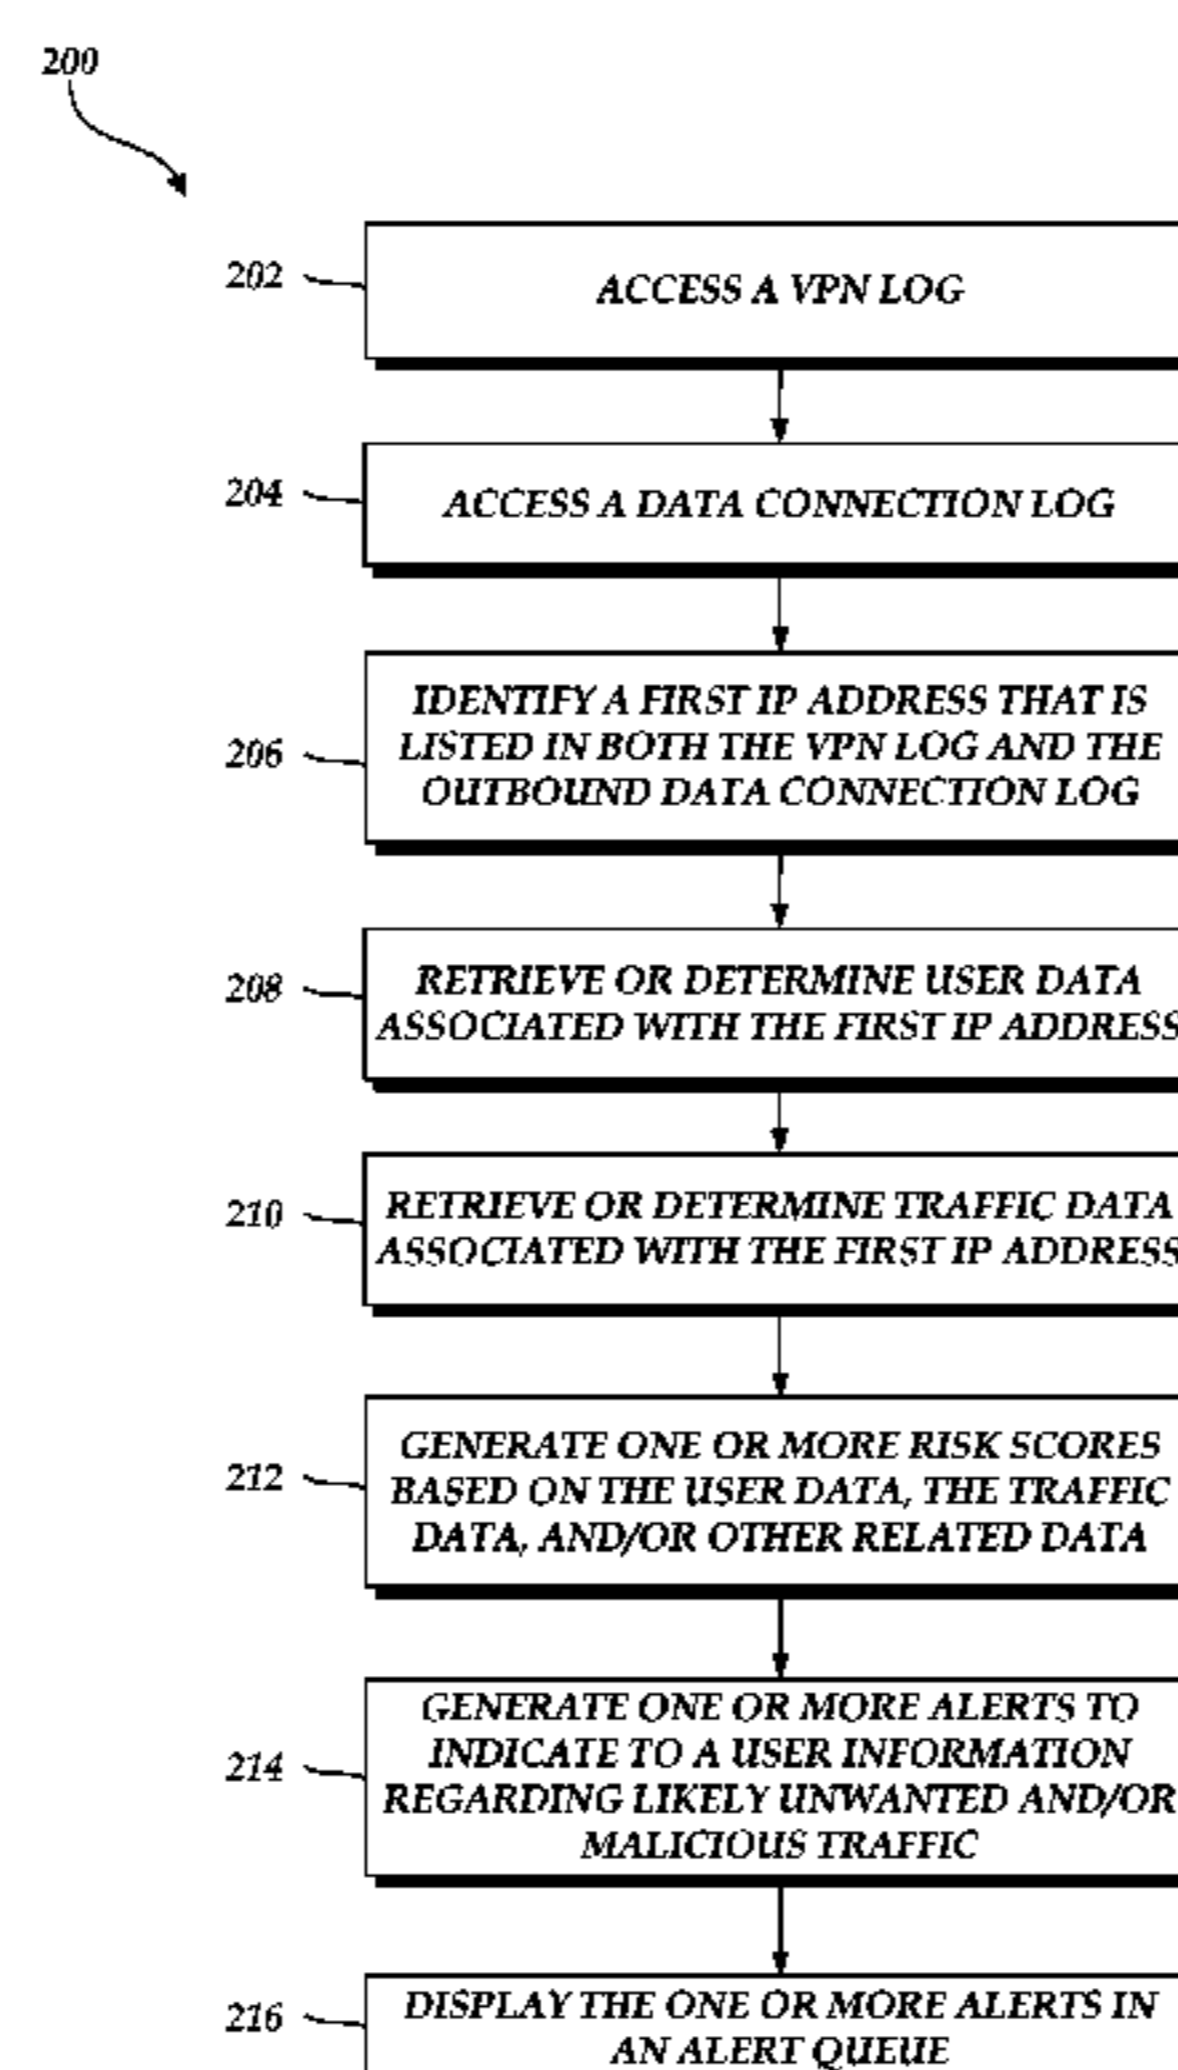 200
202
ACCESS A VPN LOG
204
ACCESS A DATA CONNECTION LOG
206
IDENTIFY A FIRST IP ADDRESS THAT IS
LISTED IN BOTH THE VPN LOG AND THE
OUTBOUND DATA CONNECTION LOG
208
RETRIEVE OR DETERMINE USER DATA
ASSOCIATED WITH THE FIRST IP ADDRESS
210
RETRIEVE OR DETERMINE TRAFFIC DATA
ASSOCIATED WITH THE FIRST IP ADDRESS
212
GENERATE ONE OR MORE RISK SCORES
BASED ON THE USER DATA, THE TRAFFIC
DATA, AND/OR OTHER RELATED DATA
214
GENERATE ONE OR MORE ALERTS TO
INDICATE TO A USER INFORMATION
REGARDING LIKELY UNWANTED AND/OR
MALICIOUS TRAFFIC
216
DISPLAY THE ONE OR MORE ALERTS IN
AN ALERT QUEUE